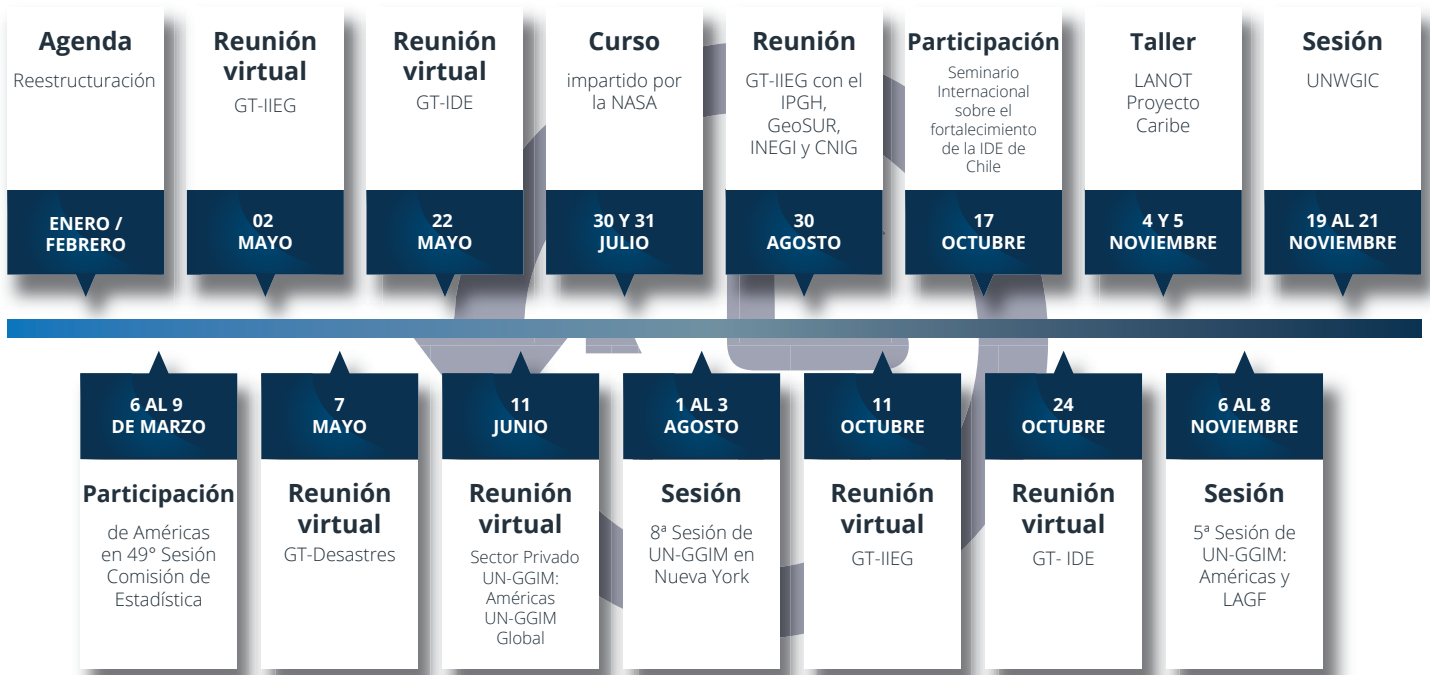 Agenda
Reestructuración
ENERO /
FEBRERO
Reunión
virtual
GT-IIEG
02
MAYO
Reunión
virtual
GT-IDE
22
MAYO
Curso
impartido por
la NASA
30 Y 31
JULIO
Reunión
GT-IIEG con el
IPGH,
GeoSUR,
INEGI y CNIG
30
AGOSTO
Participación
Seminario
Internacional
sobre el
fortalecimiento
de la IDE de
Chile
17
OCTUBRE
Taller
LANOT
Proyecto
Caribe
4 Y 5
NOVIEMBRE
Sesión
UNWGIC
19 AL 21
NOVIEMBRE
6 AL 9
DE MARZO
Participación
de Américas
en 49° Sesión
Comisión de
Estadística
7
MAYO
Reunión
virtual
GT-Desastres
11
JUNIO
Reunión
virtual
Sector Privado
UN-GGIM:
Américas
UN-GGIM
Global
1 AL 3
AGOSTO
Sesión
8ª Sesión de
UN-GGIM en
Nueva York
11
OCTUBRE
Reunión
virtual
GT-IIEG
24
OCTUBRE
Reunión
virtual
GT- IDE
6 AL 8
NOVIEMBRE
Sesión
5ª Sesión de
UN-GGIM:
Américas y
LAGF